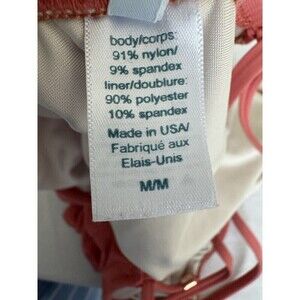 body/corps:
91% nylon/
9% spandex
liner/doublure:
90% polyester
10% spandex
Made in USA/
Fabriqué aux
Elais-Unis
M/M